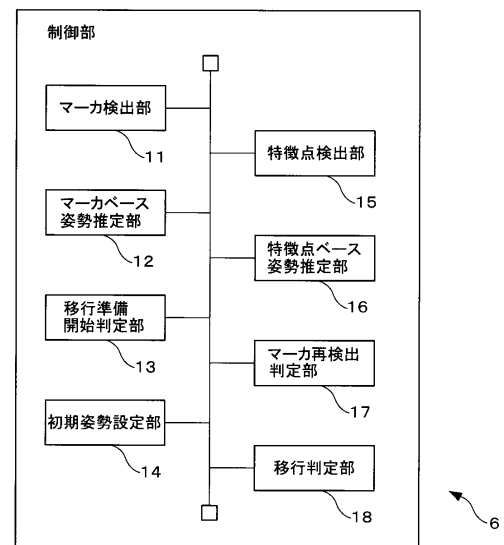 制御部
マーカ検出部
11
特徴点検出部
15
マーカベース
姿勢推定部
12
特徴点ベース
姿勢推定部
16
移行準備
開始判定部
13
マーカ再検出
判定部
17
初期姿勢設定部
14
移行判定部
18
6